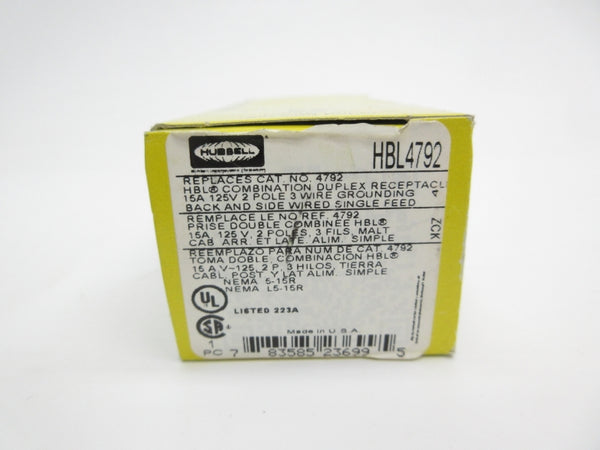 HUBBELL
HBL4792
REPLACES CAT. NO. 4792
HBL® COMBINATION DUPLEX RECEPTACL
15A 125V 2 POLE 3 WIRE GROUNDING
BACK AND SIDE WIRED SINGLE FEED
REMPLACE LE NO REF. 4792
PRISE DOUBLE COMBINEE HBL®
15A, 125 V, 2 POLES, 3 FILS, MALT
CAB. ARR. ET LATE. ALIM. SIMPLE
REEMPLAZO PARA NUM DE CAT. 4792
TOMA DOBLE, COMBINACION HBL®
15 A V-125, 2 P, 3 HILOS, TIERRA
CABL. POST. Y LAT ALIM. SIMPLE
NEMA 5-15R
NEMA L5-15R
4
ZCK
UL
LISTED 223A
SA
Made in U.S.A
1
PC
7 83585 23699 5